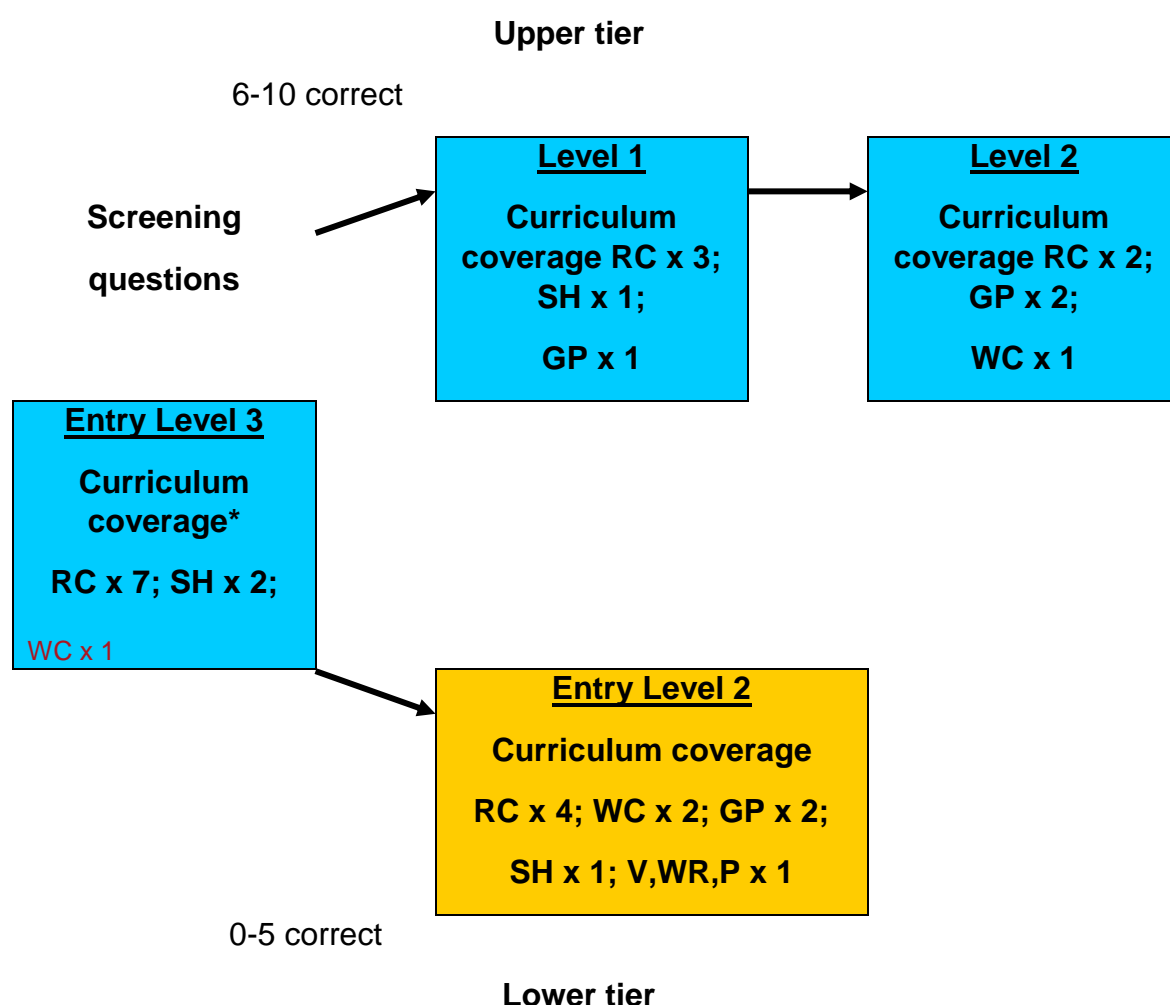 Upper tier
6-10 correct
Screening
questions
Level 1
Curriculum
coverage RC x 3;
SH x 1;
GP x 1
Level 2
Curriculum
coverage RC x 2;
GP x 2;
WC x 1
Entry Level 3
Curriculum
coverage*
RC x 7; SH x 2;
WC x 1
Entry Level 2
Curriculum coverage
RC x 4; WC x 2; GP x 2;
SH x 1; V,WR,P x 1
0-5 correct
Lower tier